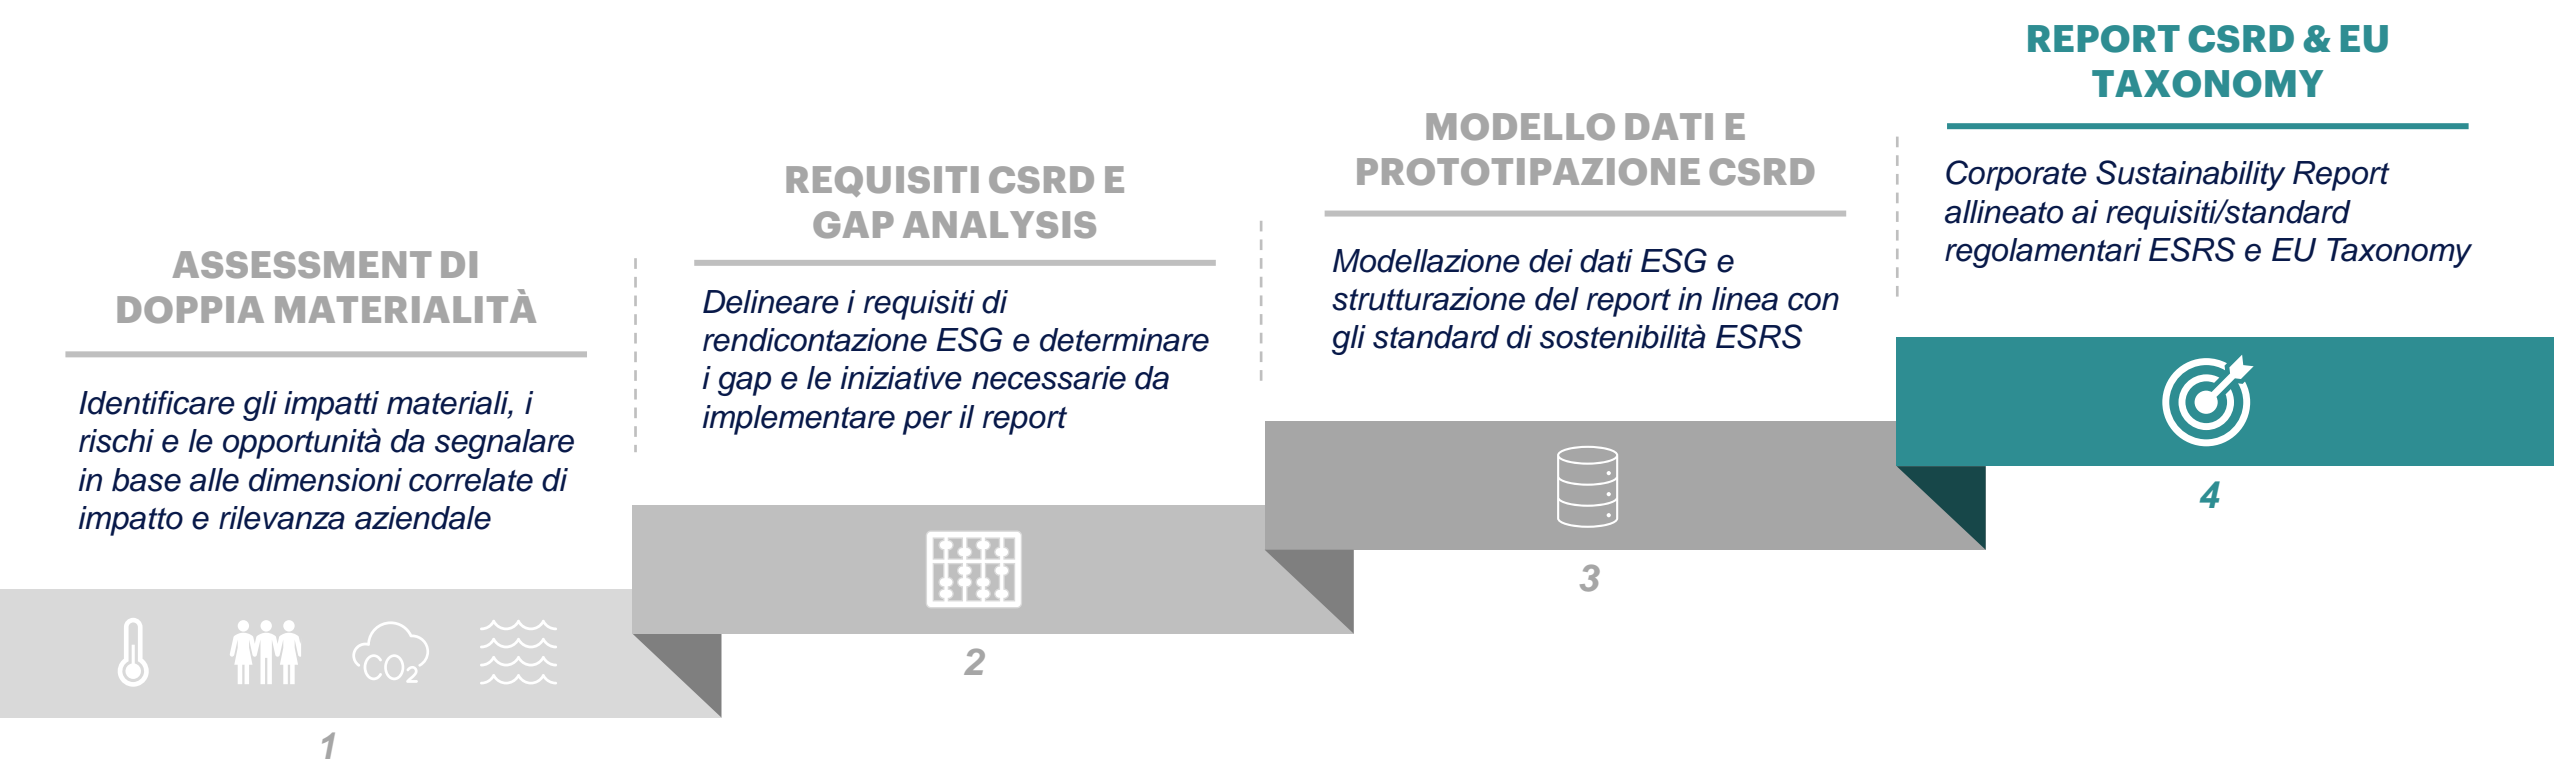 ASSESSMENT DI
DOPPIA MATERIALITÀ
Identificare gli impatti materiali, i
rischi e le opportunità da segnalare
in base alle dimensioni correlate di
impatto e rilevanza aziendale
CO2
1
REQUISITI CSRD E
GAP ANALYSIS
Delineare i requisiti di
rendicontazione ESG e determinare
i gap e le iniziative necessarie da
implementare per il report
2
MODELLO DATI E
PROTOTIPAZIONE CSRD
Modellazione dei dati ESG e
strutturazione del report in linea con
gli standard di sostenibilità ESRS
3
REPORT CSRD & EU
TAXONOMY
Corporate Sustainability Report
allineato ai requisiti/standard
regolamentari ESRS e EU Taxonomy
4